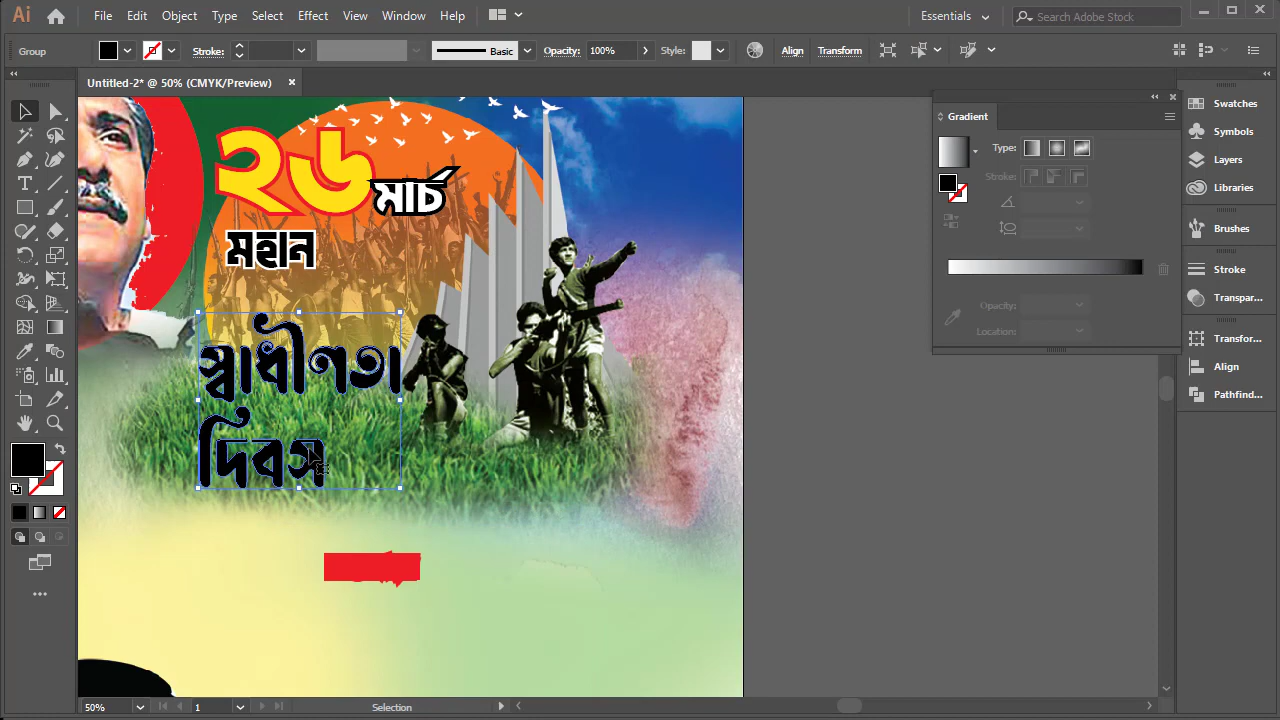 Ai
File Edit Object Type Select Effect View Window Help
Essentials
Search Adobe Stock
Group
Stroke:
Basic
Opacity: 100%
Style:
Align
Transform
Untitled-2* @ 50% (CMYK/Preview)
২৬ মার্চ
মহান
স্বাধীণতা
দিবস
Gradient
Type:
Stroke:
Opacity:
Location:
Swatches
Symbols
Layers
Libraries
Brushes
Stroke
Transpar...
Transfor...
Align
Pathfind...
50%
1
Selection